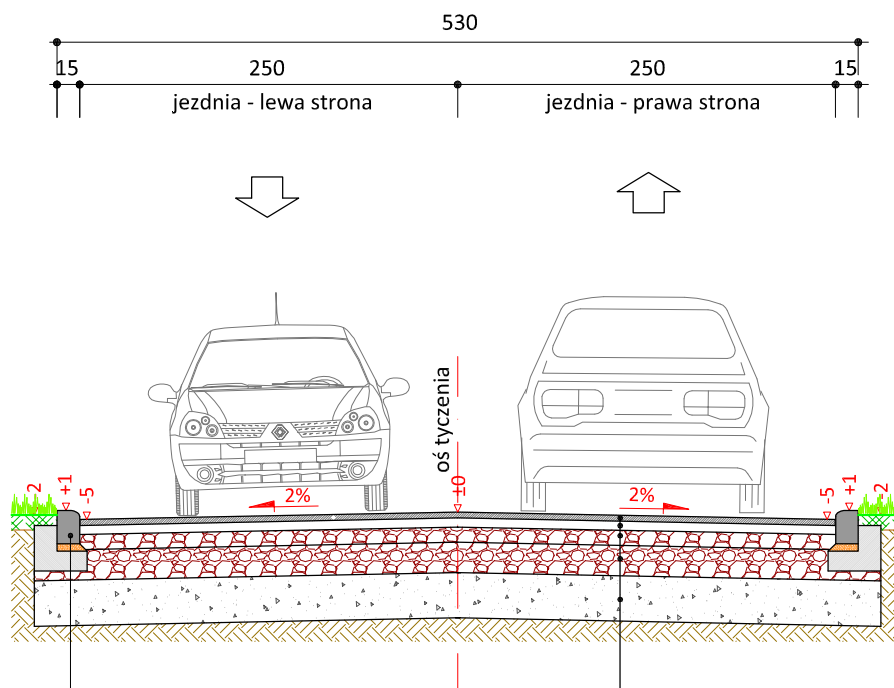 530
15 250 250 15
jezdnia - lewa strona jezdnia - prawa strona
oś tyczenia
-2 +1 -5 2% ±0 2% -5 +1 -2